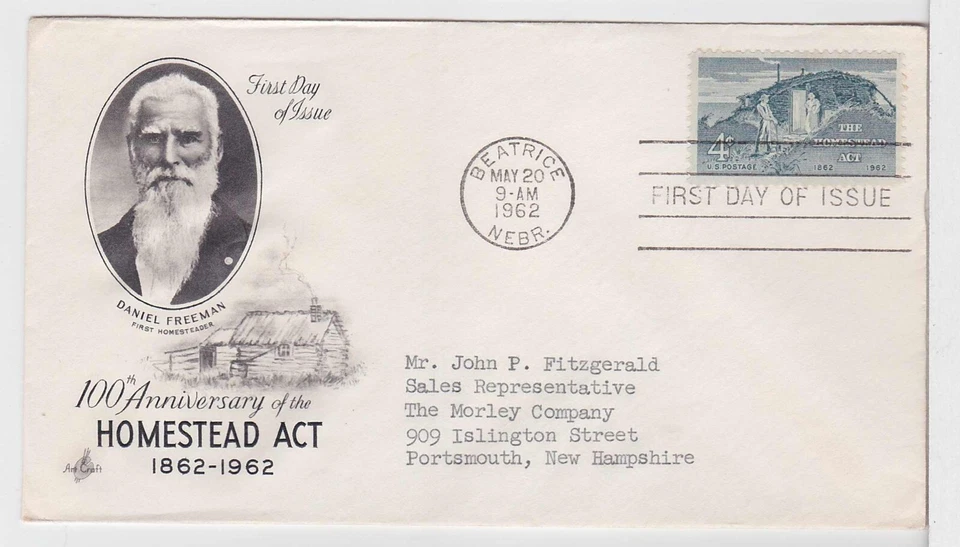 First Day
of Issue
DANIEL FREEMAN
FIRST HOMESTEADER
100th Anniversary of the
HOMESTEAD ACT
1862-1962
Art Craft
BEATRICE
MAY 20
9-AM
1962
NEBR.
THE
HOMESTEAD
ACT
4¢
U.S. POSTAGE
1862 1962
FIRST DAY OF ISSUE
Mr. John P. Fitzgerald
Sales Representative
The Morley Company
909 Islington Street
Portsmouth, New Hampshire